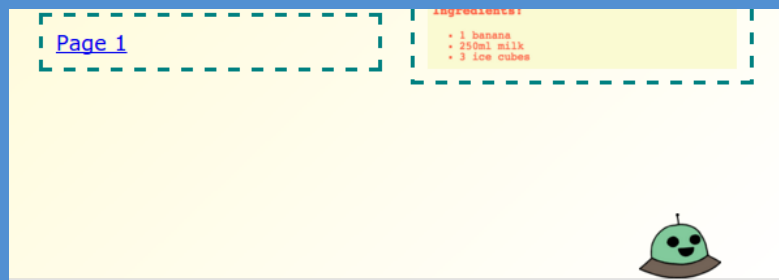 Page 1
Ingredients:
• 1 banana
• 250ml milk
• 3 ice cubes